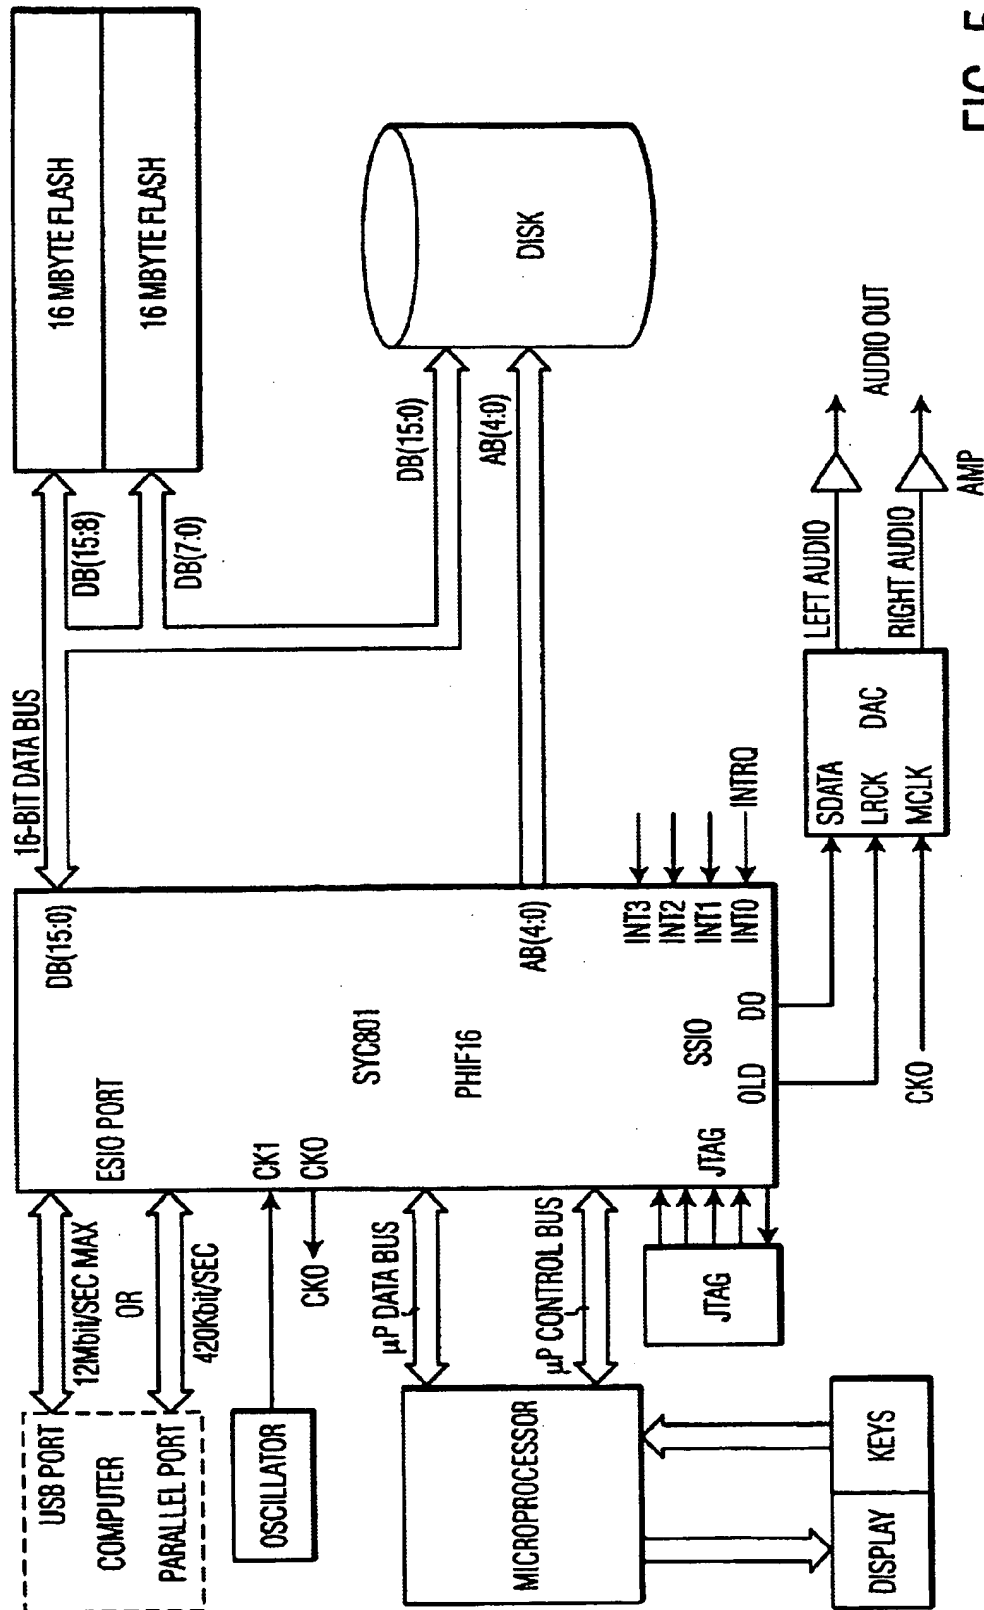 USB PORT
COMPUTER
PARALLEL PORT
12Mbit/SEC MAX
OR
420Kbit/SEC
OSCILLATOR
CKO
MICROPROCESSOR
µP DATA BUS
µP CONTROL BUS
DISPLAY
KEYS
JTAG
ESIO PORT
CK1
CKO
JTAG
SYC801
PHIF16
SSIO
OLD
DO
DB(15:0)
AB(4:0)
INT3
INT2
INT1
INT0
INTRQ
16-BIT DATA BUS
DB(15:8)
DB(7:0)
16 MBYTE FLASH
16 MBYTE FLASH
DB(15:0)
AB(4:0)
DISK
CKO
SDATA
LRCK
MCLK
DAC
LEFT AUDIO
RIGHT AUDIO
AMP
AUDIO OUT
FIG.